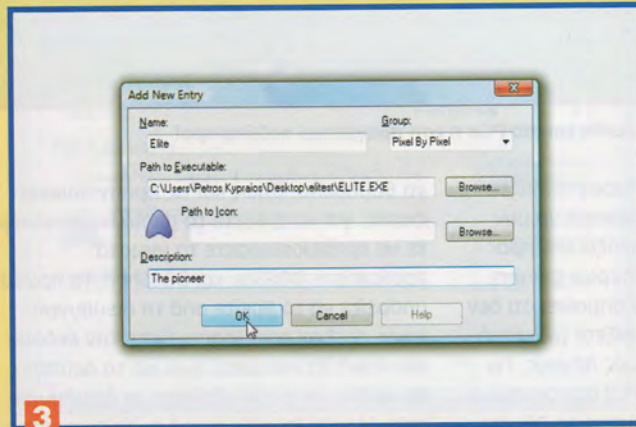 Add New Entry
Name:
Group:
Elite
Pixel By Pixel
Path to Executable:
C:\Users\Petros Kypraios\Desktop\elitest\ELITE.EXE
Browse...
Path to Icon:
Browse...
Description:
The pioneer
OK
Cancel
Help
3